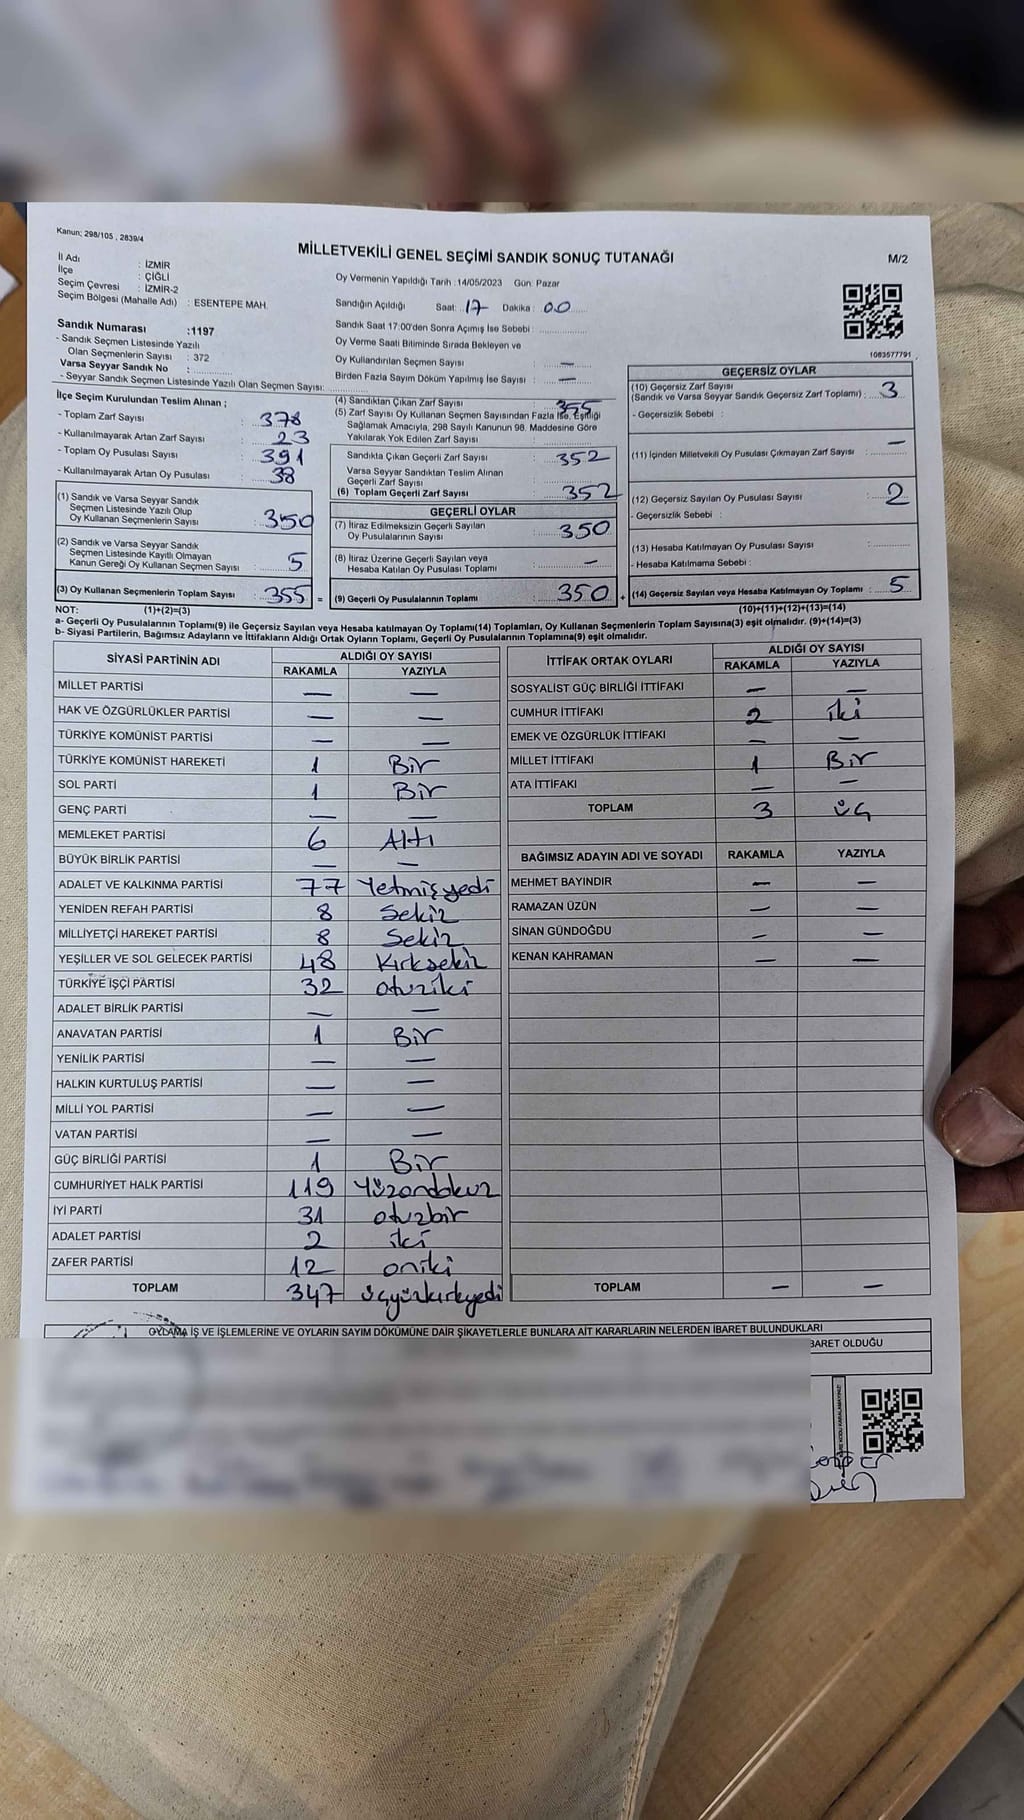 Kanun; 298/105 , 2839/4
MİLLETVEKİLİ GENEL SEÇİMİ SANDIK SONUÇ TUTANAĞI
M/2
İl Adı : İZMİR
İlçe : ÇİĞLİ
Seçim Çevresi : İZMİR-2
Seçim Bölgesi (Mahalle Adı) : ESENTEPE MAH.
Oy Vermenin Yapıldığı Tarih :14/05/2023 Gün: Pazar
Sandığın Açıldığı Saat: 17 Dakika : 00
Sandık Saat 17:00'den Sonra Açımış İse Sebebi :
Oy Verme Saati Bitiminde Sırada Bekleyen ve
Oy Kullandırılan Seçmen Sayısı : —
Birden Fazla Sayım Döküm Yapılmış İse Sayısı : —
1083577791
Sandık Numarası :1197
- Sandık Seçmen Listesinde Yazılı
Olan Seçmenlerin Sayısı : 372
Varsa Seyyar Sandık No :
- Seyyar Sandık Seçmen Listesinde Yazılı Olan Seçmen Sayısı:
İlçe Seçim Kurulundan Teslim Alınan ;
- Toplam Zarf Sayısı : 378
- Kullanılmayarak Artan Zarf Sayısı : 23
- Toplam Oy Pusulası Sayısı : 391
- Kullanılmayarak Artan Oy Pusulası : 38
(1) Sandık ve Varsa Seyyar Sandık
Seçmen Listesinde Yazılı Olup
Oy Kullanan Seçmenlerin Sayısı : 350
(2) Sandık ve Varsa Seyyar Sandık
Seçmen Listesinde Kayıtlı Olmayan
Kanun Gereği Oy Kullanan Seçmen Sayısı : 5
(3) Oy Kullanan Seçmenlerin Toplam Sayısı : 355 =
(4) Sandıktan Çıkan Zarf Sayısı : 355
(5) Zarf Sayısı Oy Kullanan Seçmen Sayısından Fazla İse, Eşitliği
Sağlamak Amacıyla, 298 Sayılı Kanunun 98. Maddesine Göre
Yakılarak Yok Edilen Zarf Sayısı :
Sandıkta Çıkan Geçerli Zarf Sayısı : 352
Varsa Seyyar Sandıktan Teslim Alınan
Geçerli Zarf Sayısı :
(6) Toplam Geçerli Zarf Sayısı : 352
GEÇERLİ OYLAR
(7) İtiraz Edilmeksizin Geçerli Sayılan
Oy Pusulalarının Sayısı : 350
(8) İtiraz Üzerine Geçerli Sayılan veya
Hesaba Katılan Oy Pusulası Toplamı : —
(9) Geçerli Oy Pusulalarının Toplamı : 350 +
GEÇERSİZ OYLAR
(10) Geçersiz Zarf Sayısı
(Sandık ve Varsa Seyyar Sandık Geçersiz Zarf Toplamı) : 3
- Geçersizlik Sebebi :
(11) İçinden Milletvekili Oy Pusulası Çıkmayan Zarf Sayısı : —
(12) Geçersiz Sayılan Oy Pusulası Sayısı : 2
- Geçersizlik Sebebi :
(13) Hesaba Katılmayan Oy Pusulası Sayısı :
- Hesaba Katılmama Sebebi :
(14) Geçersiz Sayılan veya Hesaba Katılmayan Oy Toplamı : 5
NOT: (1)+(2)=(3) (10)+(11)+(12)+(13)=(14)
a- Geçerli Oy Pusulalarının Toplamı(9) ile Geçersiz Sayılan veya Hesaba katılmayan Oy Toplamı(14) Toplamları, Oy Kullanan Seçmenlerin Toplam Sayısına(3) eşit olmalıdır. (9)+(14)=(3)
b- Siyasi Partilerin, Bağımsız Adayların ve İttifakların Aldığı Ortak Oyların Toplamı, Geçerli Oy Pusulalarının Toplamına(9) eşit olmalıdır.
SİYASİ PARTİNİN ADI ALDIĞI OY SAYISI
RAKAMLA YAZIYLA
MİLLET PARTİSİ — —
HAK VE ÖZGÜRLÜKLER PARTİSİ — —
TÜRKİYE KOMÜNİST PARTİSİ — —
TÜRKİYE KOMÜNİST HAREKETİ 1 Bir
SOL PARTİ 1 Bir
GENÇ PARTİ — —
MEMLEKET PARTİSİ 6 Altı
BÜYÜK BİRLİK PARTİSİ — —
ADALET VE KALKINMA PARTİSİ 77 Yetmişyedi
YENİDEN REFAH PARTİSİ 8 Sekiz
MİLLİYETÇİ HAREKET PARTİSİ 8 Sekiz
YEŞİLLER VE SOL GELECEK PARTİSİ 48 Kırksekiz
TÜRKİYE İŞÇİ PARTİSİ 32 otuziki
ADALET BİRLİK PARTİSİ — —
ANAVATAN PARTİSİ 1 Bir
YENİLİK PARTİSİ — —
HALKIN KURTULUŞ PARTİSİ — —
MİLLİ YOL PARTİSİ — —
VATAN PARTİSİ — —
GÜÇ BİRLİĞİ PARTİSİ 1 Bir
CUMHURİYET HALK PARTİSİ 119 Yüzondokuz
İYİ PARTİ 31 otuzbir
ADALET PARTİSİ 2 iki
ZAFER PARTİSİ 12 oniki
TOPLAM 347 üçyüzkırkyedi
İTTİFAK ORTAK OYLARI ALDIĞI OY SAYISI
RAKAMLA YAZIYLA
SOSYALİST GÜÇ BİRLİĞİ İTTİFAKI — —
CUMHUR İTTİFAKI 2 iki
EMEK VE ÖZGÜRLÜK İTTİFAKI — —
MİLLET İTTİFAKI 1 Bir
ATA İTTİFAKI — —
TOPLAM 3 üç
BAĞIMSIZ ADAYIN ADI VE SOYADI RAKAMLA YAZIYLA
MEHMET BAYINDIR — —
RAMAZAN ÜZÜN — —
SİNAN GÜNDOĞDU — —
KENAN KAHRAMAN — —
TOPLAM — —
OYLAMA İŞ VE İŞLEMLERİNE VE OYLARIN SAYIM DÖKÜMÜNE DAİR ŞİKAYETLERLE BUNLARA AİT KARARLARIN NELERDEN İBARET BULUNDUKLARI
BARET OLDUĞU